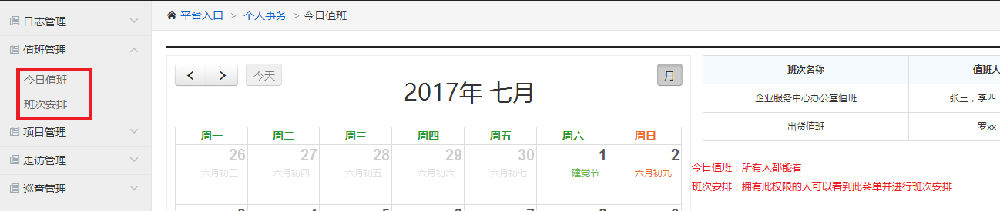 日志管理
值班管理
今日值班
班次安排
项目管理
走访管理
巡查管理
平台入口 > 个人事务 > 今日值班
今天
2017年 七月
月
周一 周二 周三 周四 周五 周六 周日
26 27 28 29 30 1 2
六月初三 六月初四 六月初五 六月初六 六月初七 建党节 六月初九
班次名称 值班人
企业服务中心办公室值班 张三，李四
出货值班 罗xx
今日值班：所有人都能看
班次安排：拥有此权限的人可以看到此菜单并进行班次安排